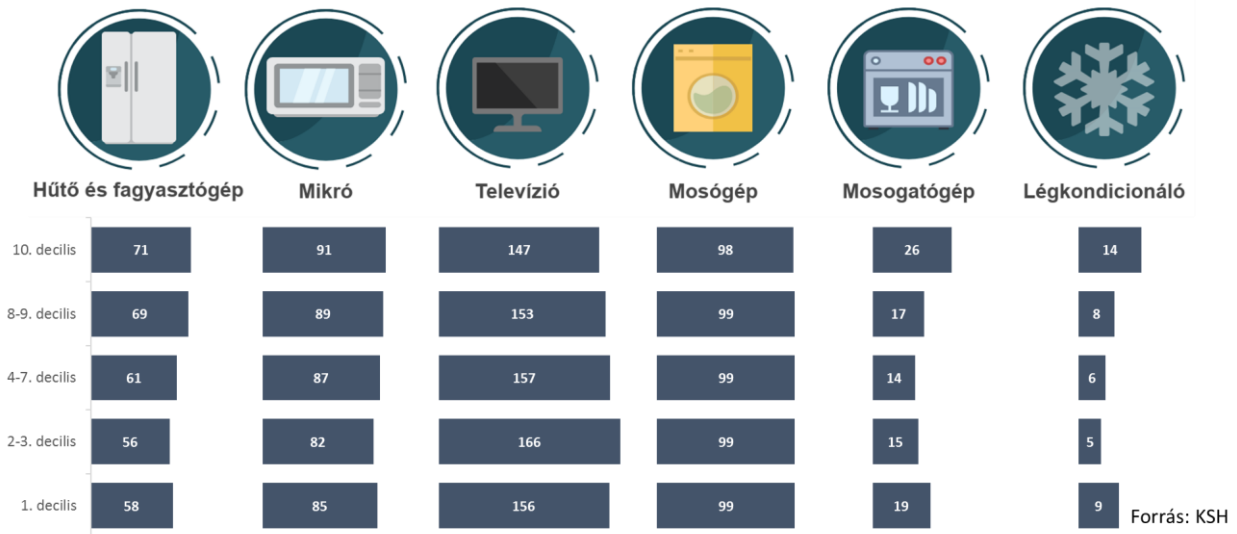 Hűtő és fagyasztógép Mikró Televízió Mosógép Mosogatógép Légkondicionáló
10. decilis 71 91 147 98 26 14
8-9. decilis 69 89 153 99 17 8
4-7. decilis 61 87 157 99 14 6
2-3. decilis 56 82 166 99 15 5
1. decilis 58 85 156 99 19 9
Forrás: KSH